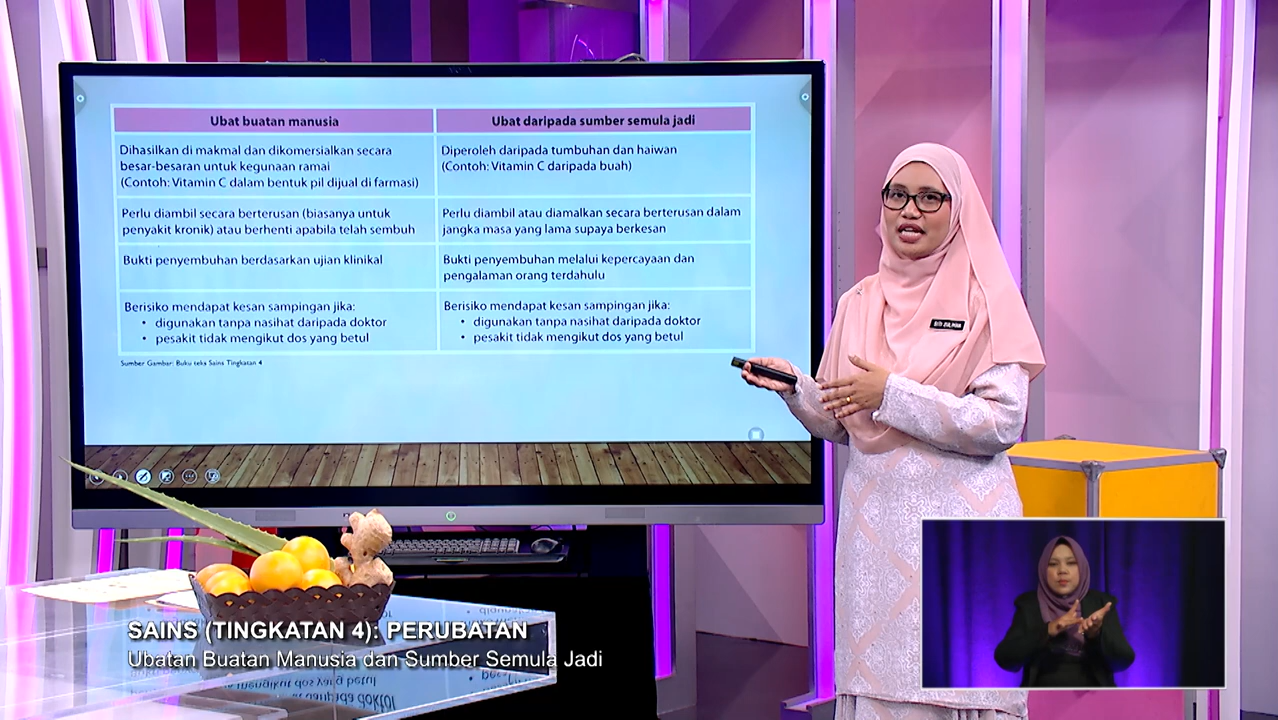 Ubat buatan manusia
Ubat daripada sumber semula jadi
Dihasilkan di makmal dan dikomersialkan secara
besar-besaran untuk kegunaan ramai
(Contoh: Vitamin C dalam bentuk pil dijual di farmasi)
Diperoleh daripada tumbuhan dan haiwan
(Contoh: Vitamin C daripada buah)
Perlu diambil secara berterusan (biasanya untuk
penyakit kronik) atau berhenti apabila telah sembuh
Perlu diambil atau diamalkan secara berterusan dalam
jangka masa yang lama supaya berkesan
Bukti penyembuhan berdasarkan ujian klinikal
Bukti penyembuhan melalui kepercayaan dan
pengalaman orang terdahulu
Berisiko mendapat kesan sampingan jika:
• digunakan tanpa nasihat daripada doktor
• pesakit tidak mengikut dos yang betul
Berisiko mendapat kesan sampingan jika:
• digunakan tanpa nasihat daripada doktor
• pesakit tidak mengikut dos yang betul
Sumber Gambar: Buku teks Sains Tingkatan 4
SAINS (TINGKATAN 4): PERUBATAN
Ubatan Buatan Manusia dan Sumber Semula Jadi